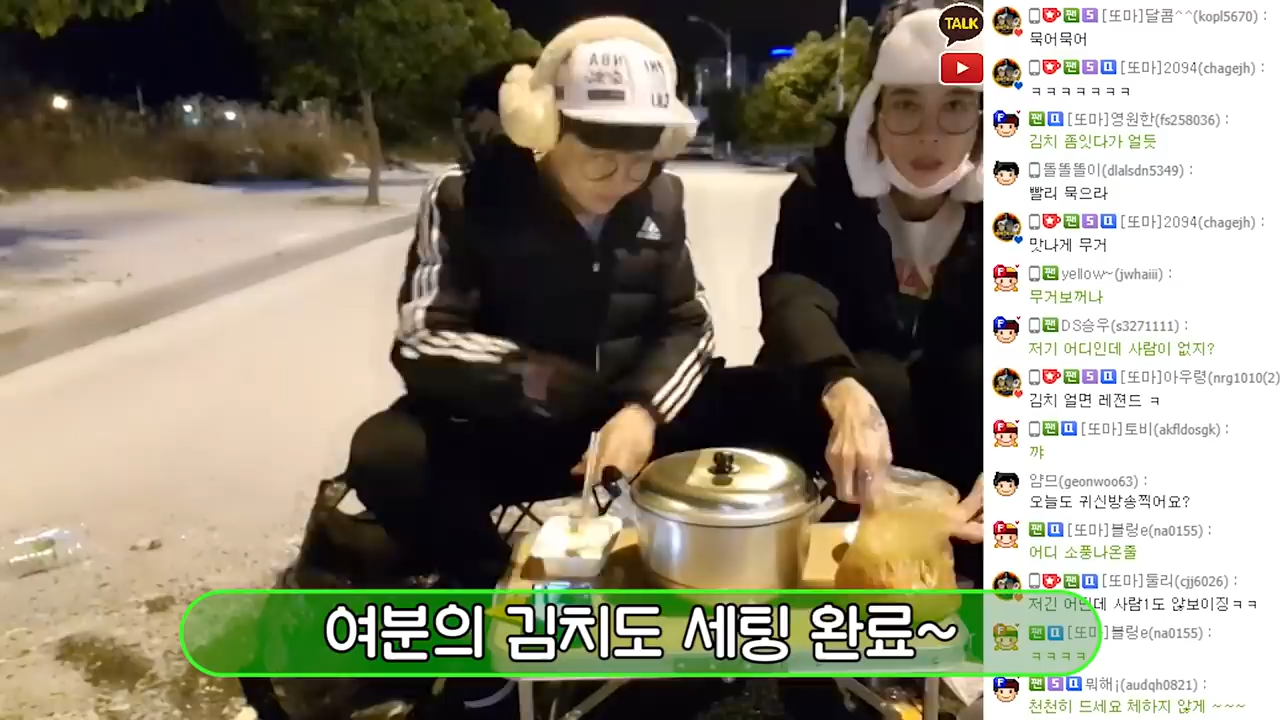 TALK
[또마]달콤^^(kopl5670) :
묵어묵어
[또마]2094(chagejh) :
ㅋㅋㅋㅋㅋㅋㅋ
[또마]영원한(fs258036) :
김치 좀잇다가 얼듯
돌똘똘이(dlalsdn5349) :
빨리 묵으라
[또마]2094(chagejh) :
맛나게 무거
yellow~(jwhaiii) :
무거보꺼나
DS승우(s3271111) :
저기 어디인데 사람이 없지?
[또마]아우령(nrg1010(2)
김치 얼면 레젼드 ㅋ
[또마]토비(akfldosgk) :
꺄
얌므(geonwoo63) :
오늘도 귀신방송찍어요?
[또마]블링e(na0155) :
어디 소풍나온줄
[또마]둘리(cjj6026) :
저긴 어딘데 사람1도 않보이징ㅋㅋ
[또마]블링e(na0155) :
ㅋㅋㅋㅋ
뭐해¡(audqh0821) :
천천히 드세요 체하지 않게 ~~~
여분의 김치도 세팅 완료~